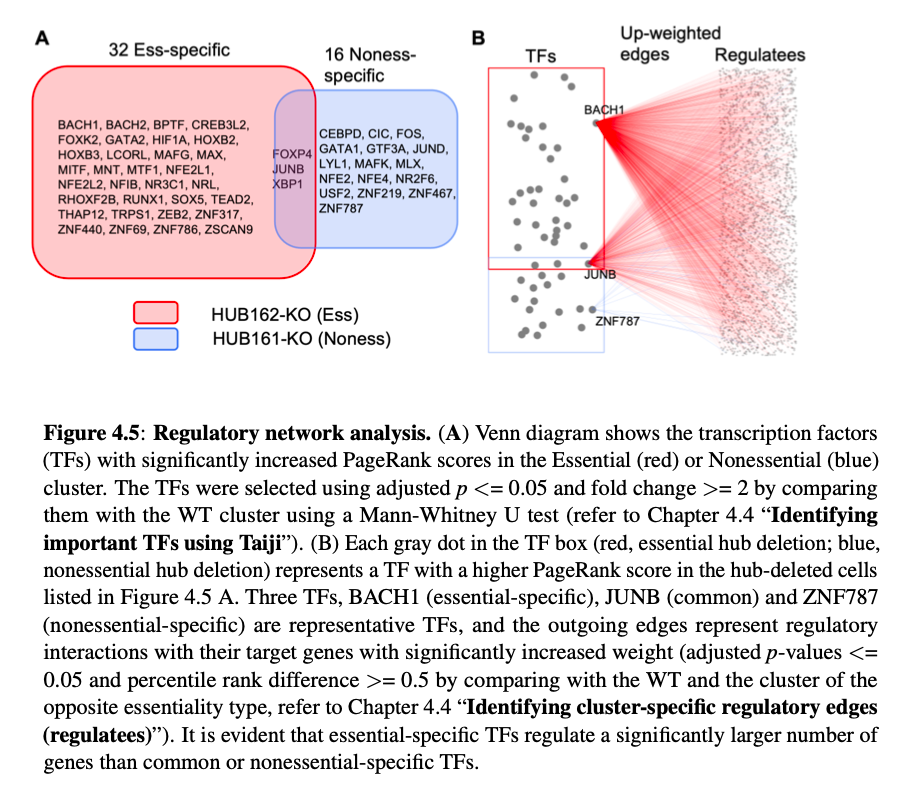 A
32 Ess-specific
16 Noness-
specific
BACH1, BACH2, BPTF, CREB3L2,
FOXK2, GATA2, HIF1A, HOXB2,
HOXB3, LCORL, MAFG, MAX,
MITF, MNT, MTF1, NFE2L1,
NFE2L2, NFIB, NR3C1, NRL,
RHOXF2B, RUNX1, SOX5, TEAD2,
THAP12, TRPS1, ZEB2, ZNF317,
ZNF440, ZNF69, ZNF786, ZSCAN9
FOXP4
JUNB
XBP1
CEBPD, CIC, FOS,
GATA1, GTF3A, JUND,
LYL1, MAFK, MLX,
NFE2, NFE4, NR2F6,
USF2, ZNF219, ZNF467,
ZNF787
HUB162-KO (Ess)
HUB161-KO (Noness)
B
TFs
Up-weighted
edges
Regulatees
BACH1
JUNB
ZNF787
Figure 4.5: Regulatory network analysis. (A) Venn diagram shows the transcription factors
(TFs) with significantly increased PageRank scores in the Essential (red) or Nonessential (blue)
cluster. The TFs were selected using adjusted p <= 0.05 and fold change >= 2 by comparing
them with the WT cluster using a Mann-Whitney U test (refer to Chapter 4.4 “Identifying
important TFs using Taiji”). (B) Each gray dot in the TF box (red, essential hub deletion; blue,
nonessential hub deletion) represents a TF with a higher PageRank score in the hub-deleted cells
listed in Figure 4.5 A. Three TFs, BACH1 (essential-specific), JUNB (common) and ZNF787
(nonessential-specific) are representative TFs, and the outgoing edges represent regulatory
interactions with their target genes with significantly increased weight (adjusted p-values <=
0.05 and percentile rank difference >= 0.5 by comparing with the WT and the cluster of the
opposite essentiality type, refer to Chapter 4.4 “Identifying cluster-specific regulatory edges
(regulatees)”). It is evident that essential-specific TFs regulate a significantly larger number of
genes than common or nonessential-specific TFs.